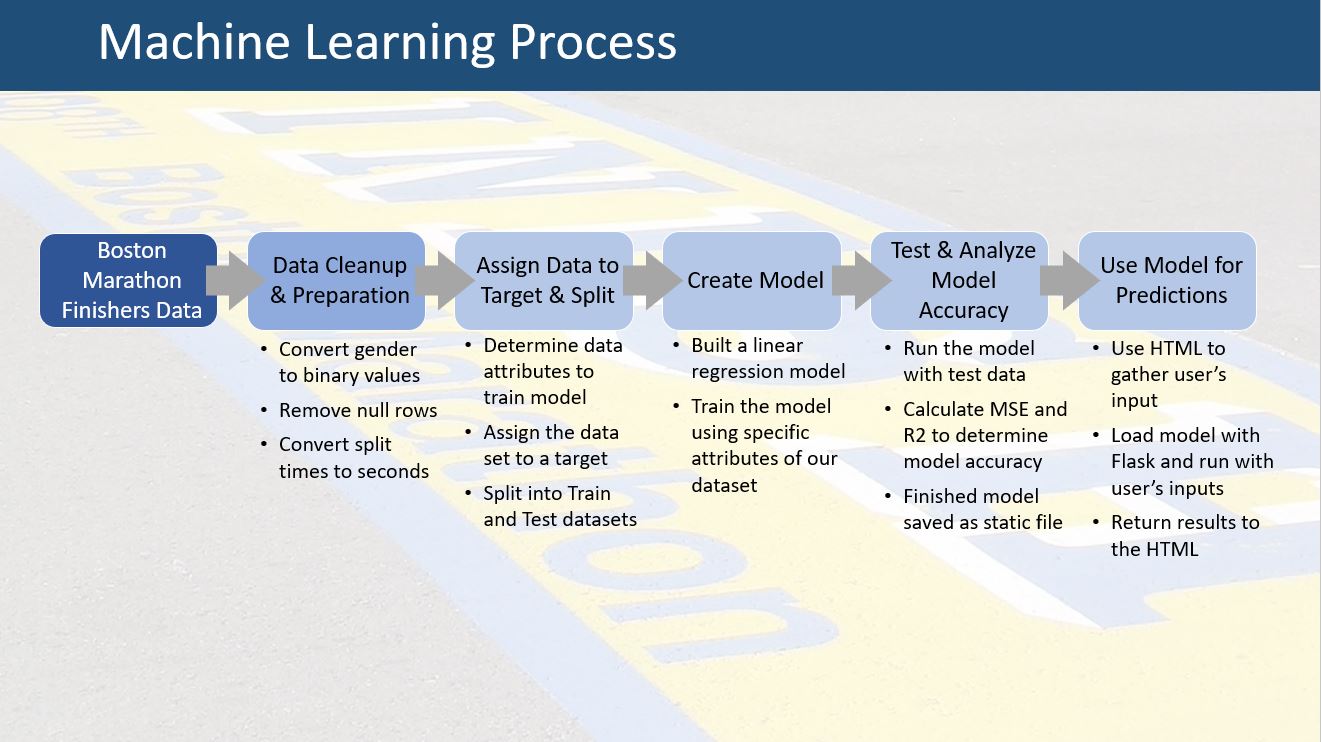 Machine Learning Process
Boston
Marathon
Finishers Data
Data Cleanup
& Preparation
• Convert gender
to binary values
• Remove null rows
• Convert split
times to seconds
Assign Data to
Target & Split
• Determine data
attributes to
train model
• Assign the data
set to a target
• Split into Train
and Test datasets
Create Model
• Built a linear
regression model
• Train the model
using specific
attributes of our
dataset
Test & Analyze
Model
Accuracy
• Run the model
with test data
• Calculate MSE and
R2 to determine
model accuracy
• Finished model
saved as static file
Use Model for
Predictions
• Use HTML to
gather user’s
input
• Load model with
Flask and run with
user’s inputs
• Return results to
the HTML
Boston
Marathon